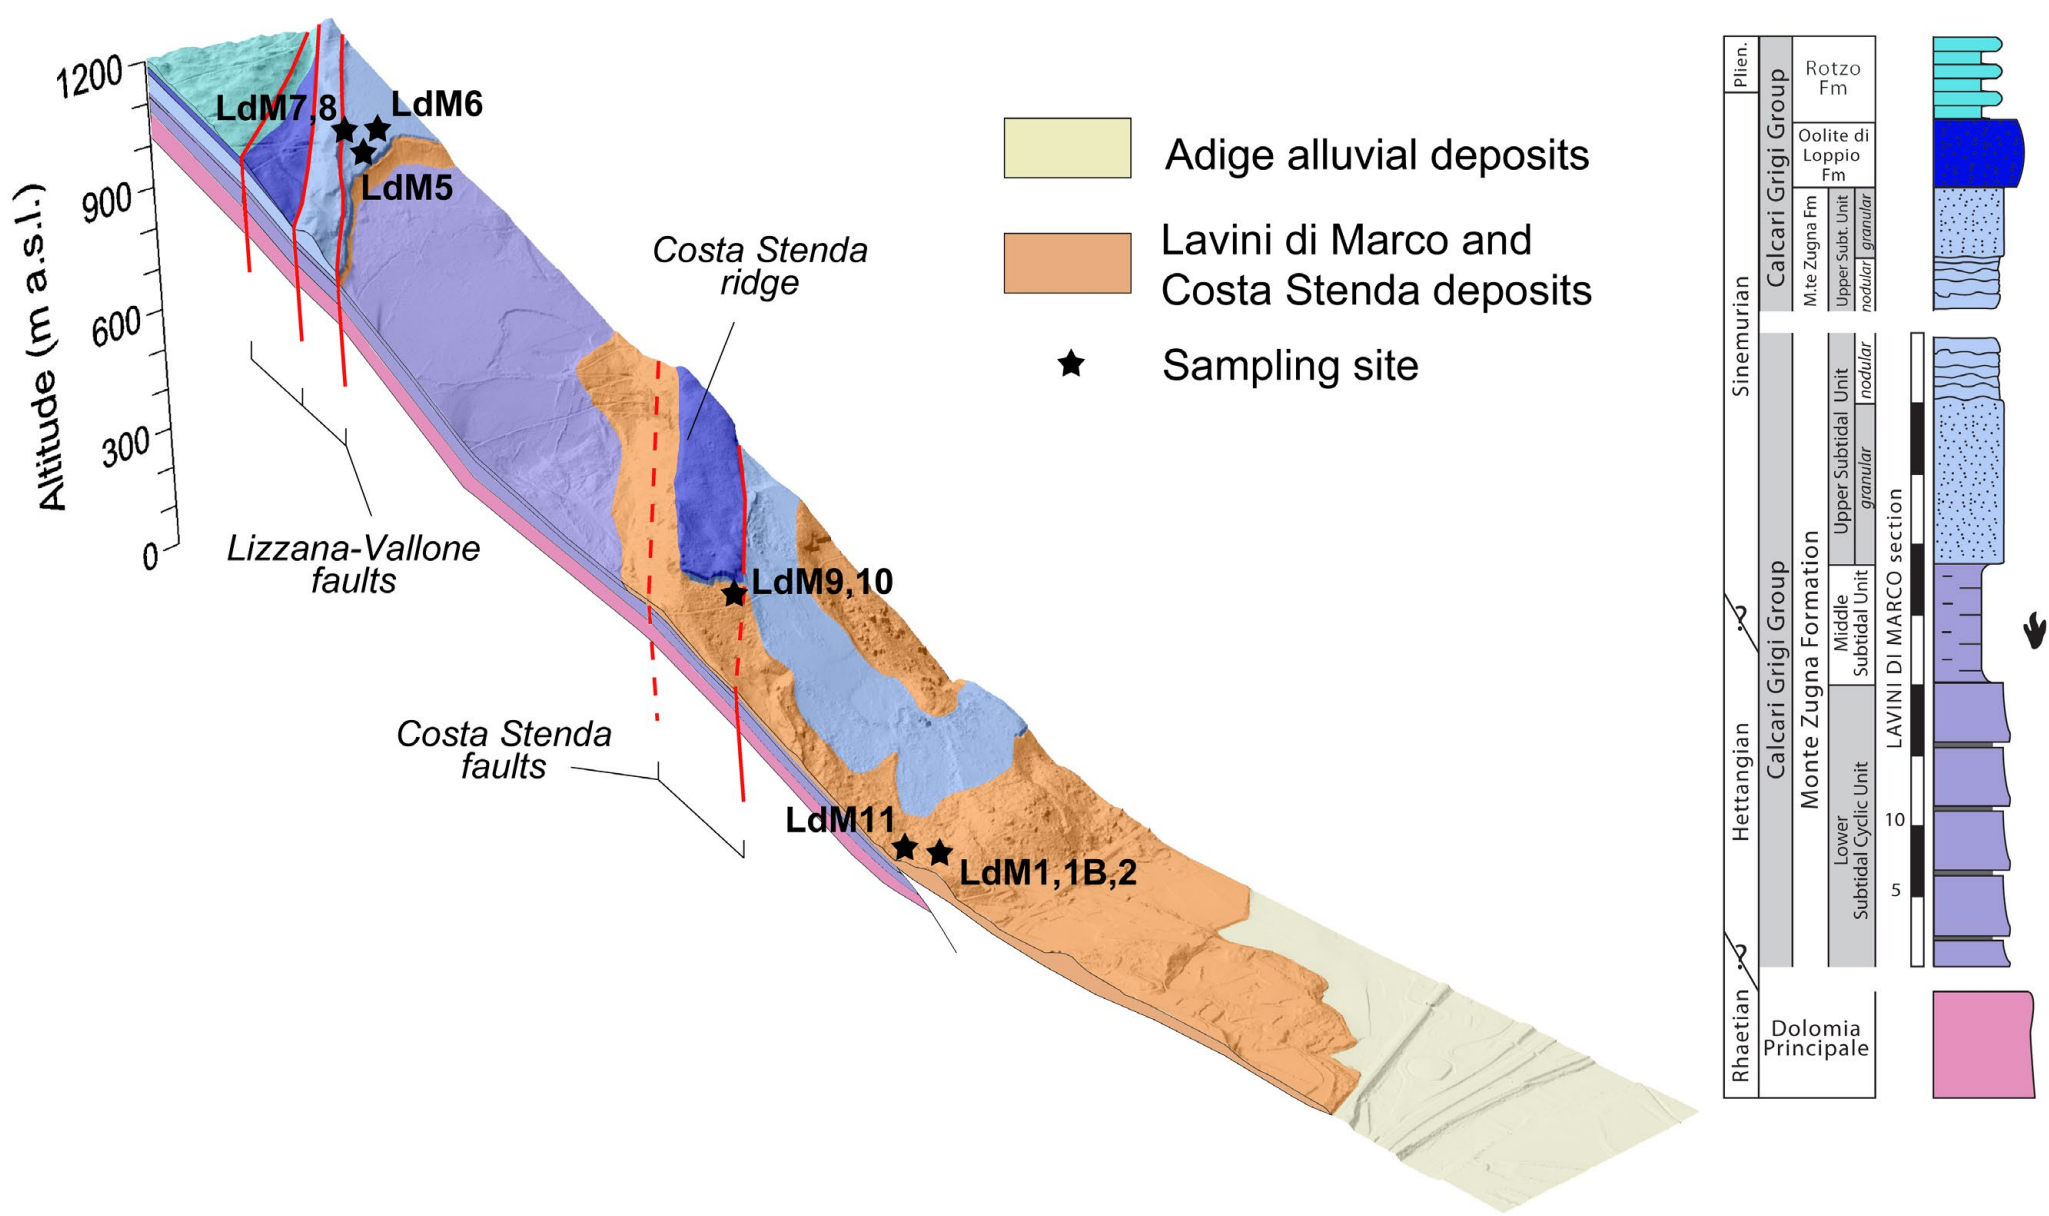 1200
900
600
300
0
Altitude (m a.s.l.)
LdM7,8
LdM6
LdM5
Costa Stenda
ridge
Lizzana-Vallone
faults
LdM9,10
Costa Stenda
faults
LdM11
LdM1,1B,2
Adige alluvial deposits
Lavini di Marco and
Costa Stenda deposits
Sampling site
Plien.
Sinemurian
?
Hettangian
?
Rhaetian
Calcari Grigi Group
Rotzo
Fm
Oolite di
Loppio
Fm
M.te Zugna Fm
Upper Subt. Unit
granular
nodular
Calcari Grigi Group
Monte Zugna Formation
Upper Subtidal Unit
nodular
granular
Middle
Subtidal Unit
Lower
Subtidal Cyclic Unit
LAVINI DI MARCO section
10
5
Dolomia
Principale